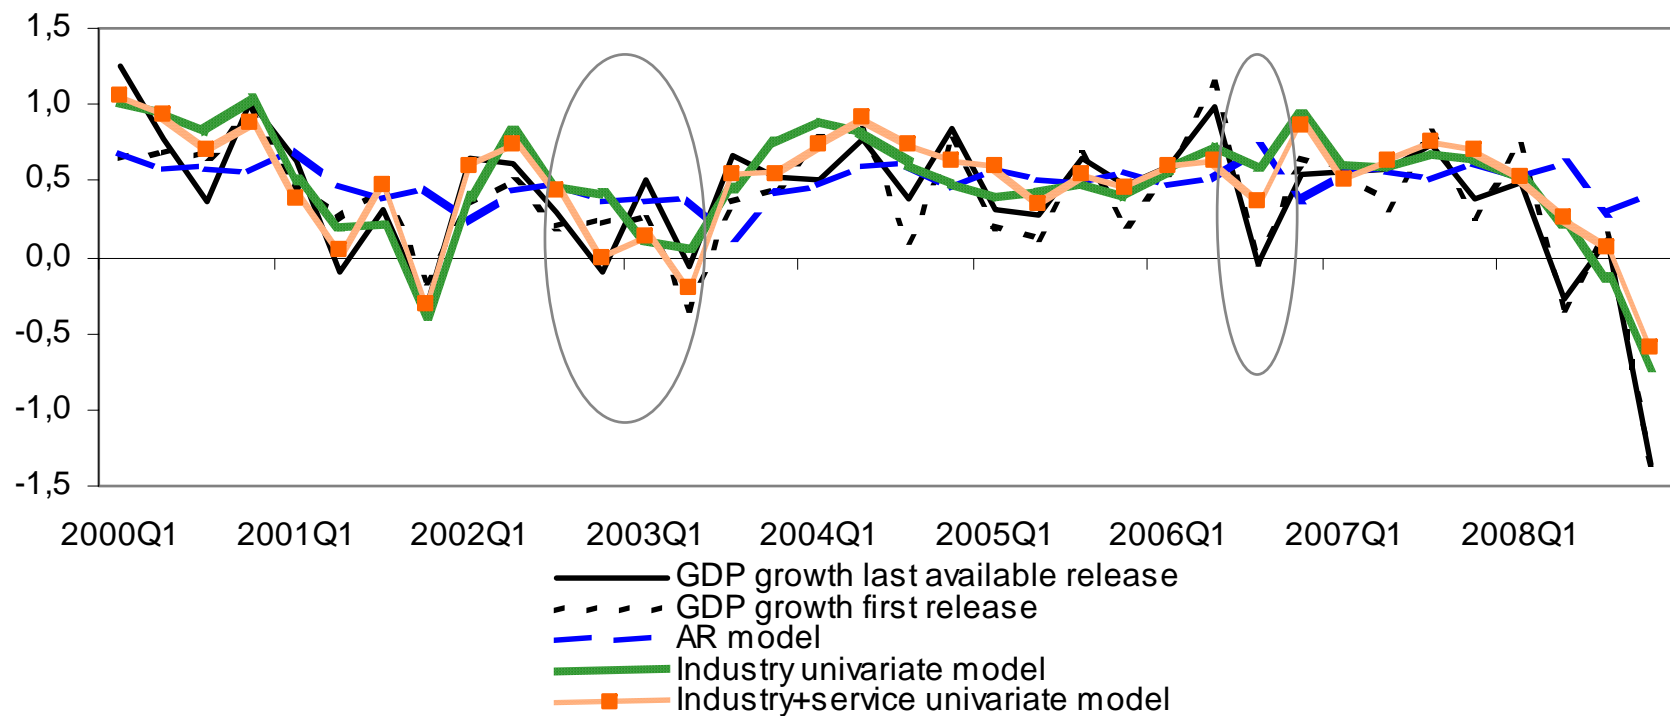 1,5
1,0
0,5
0,0
-0,5
-1,0
-1,5
2000Q1 2001Q1 2002Q1 2003Q1 2004Q1 2005Q1 2006Q1 2007Q1 2008Q1
GDP growth last available release
GDP growth first release
AR model
Industry univariate model
Industry+service univariate model